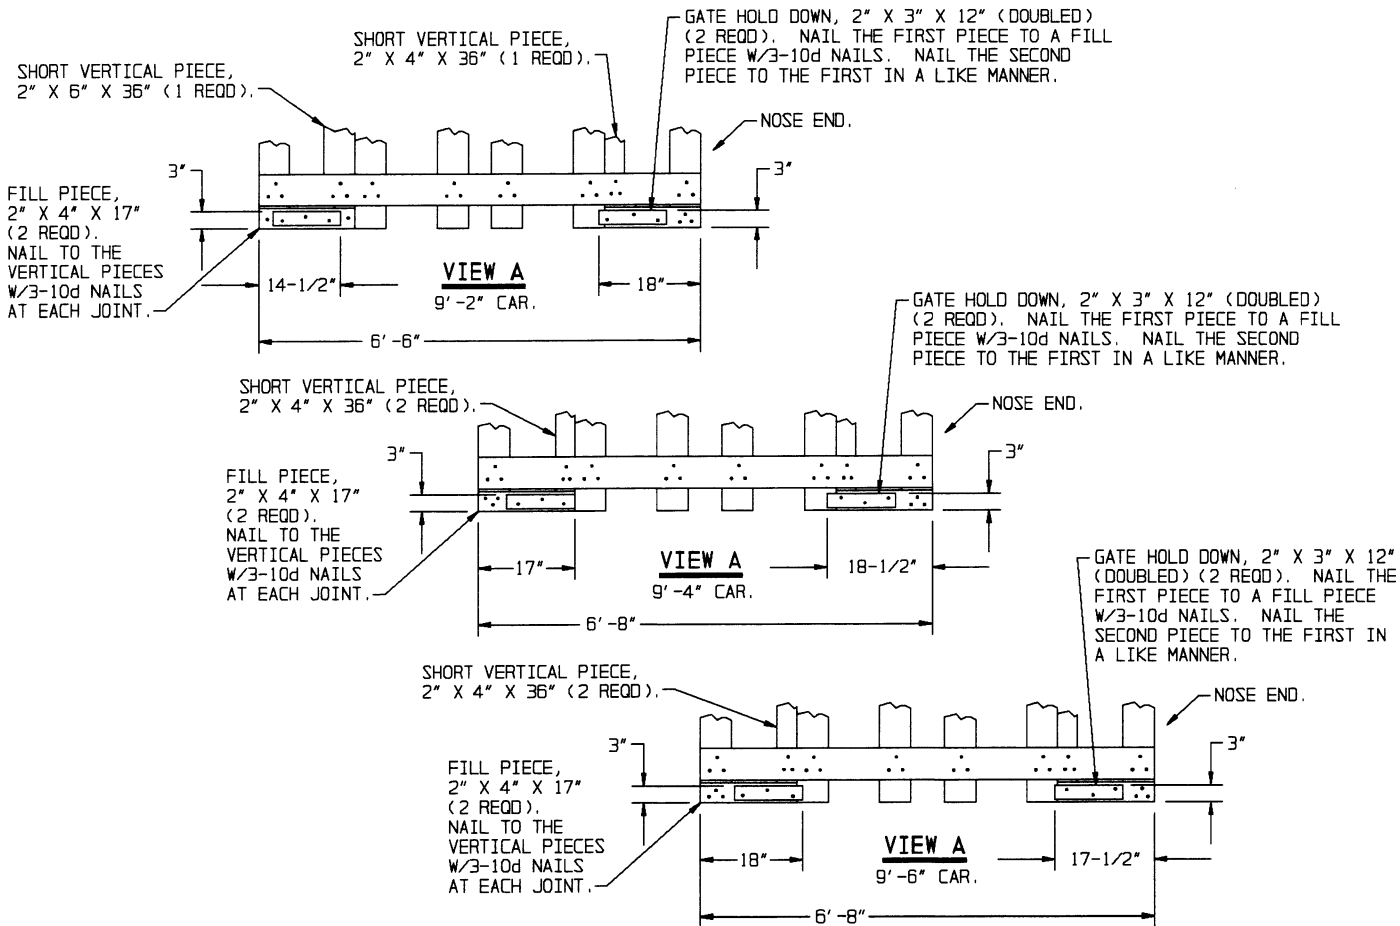 GATE HOLD DOWN, 2" X 3" X 12" (DOUBLED)
(2 REQD). NAIL THE FIRST PIECE TO A FILL
PIECE W/3-10d NAILS. NAIL THE SECOND
PIECE TO THE FIRST IN A LIKE MANNER.
SHORT VERTICAL PIECE,
2" X 4" X 36" (1 REQD).
SHORT VERTICAL PIECE,
2" X 6" X 36" (1 REQD).
NOSE END.
3"
3"
FILL PIECE,
2" X 4" X 17"
(2 REQD).
NAIL TO THE
VERTICAL PIECES
W/3-10d NAILS
AT EACH JOINT.
14-1/2"
VIEW A
9'-2" CAR.
18"
6'-6"
GATE HOLD DOWN, 2" X 3" X 12" (DOUBLED)
(2 REQD). NAIL THE FIRST PIECE TO A FILL
PIECE W/3-10d NAILS. NAIL THE SECOND
PIECE TO THE FIRST IN A LIKE MANNER.
SHORT VERTICAL PIECE,
2" X 4" X 36" (2 REQD).
NOSE END.
3"
3"
FILL PIECE,
2" X 4" X 17"
(2 REQD).
NAIL TO THE
VERTICAL PIECES
W/3-10d NAILS
AT EACH JOINT.
17"
VIEW A
9'-4" CAR.
18-1/2"
6'-8"
GATE HOLD DOWN, 2" X 3" X 12"
(DOUBLED) (2 REQD). NAIL THE
FIRST PIECE TO A FILL PIECE
W/3-10d NAILS. NAIL THE
SECOND PIECE TO THE FIRST IN
A LIKE MANNER.
SHORT VERTICAL PIECE,
2" X 4" X 36" (2 REQD).
NOSE END.
3"
3"
FILL PIECE,
2" X 4" X 17"
(2 REQD).
NAIL TO THE
VERTICAL PIECES
W/3-10d NAILS
AT EACH JOINT.
18"
VIEW A
9'-6" CAR.
17-1/2"
6'-8"